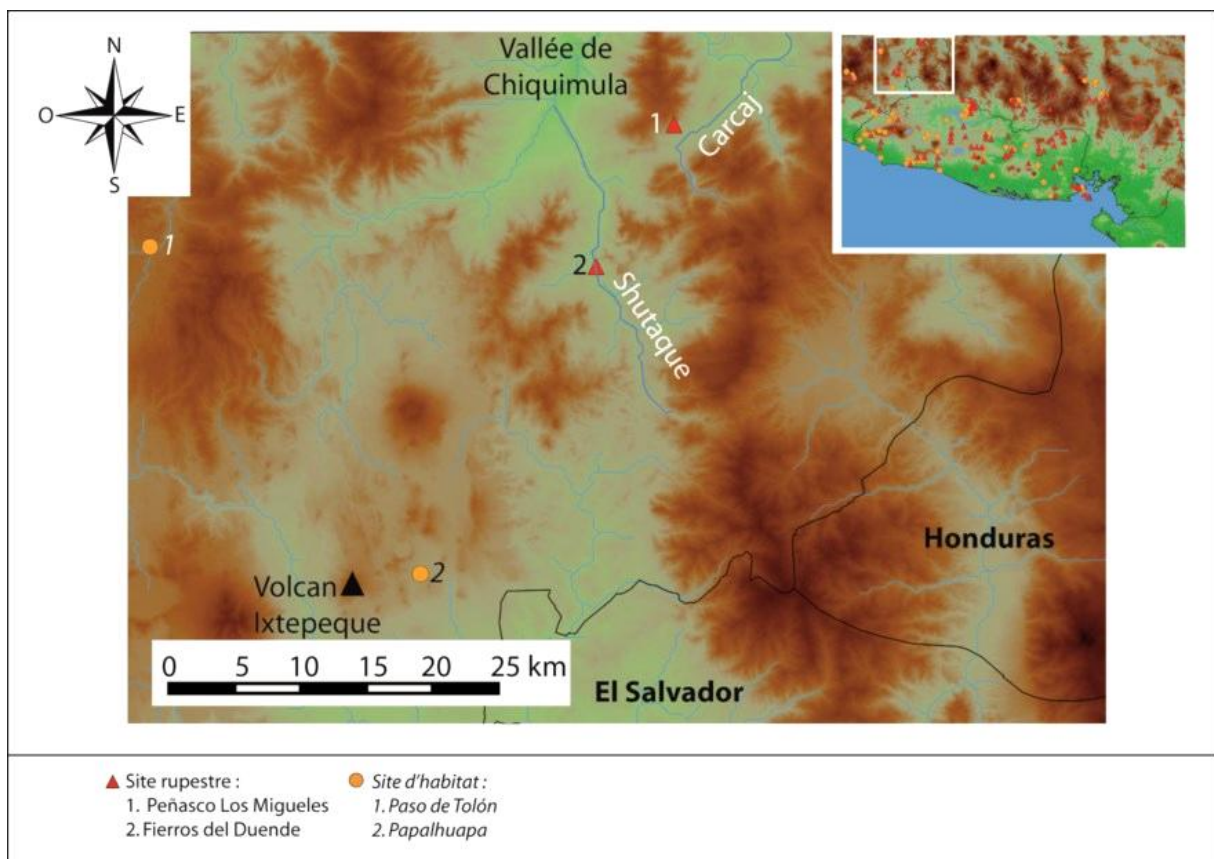 N
O
E
S
Vallée de
Chiquimula
1
Carcaj
1
2
Shutaque
Honduras
2
Volcan
Ixtepeque
0 5 10 15 20 25 km
El Salvador
Site rupestre :
1. Peñasco Los Migueles
2. Fierros del Duende
Site d'habitat :
1. Paso de Tolón
2. Papalhuapa